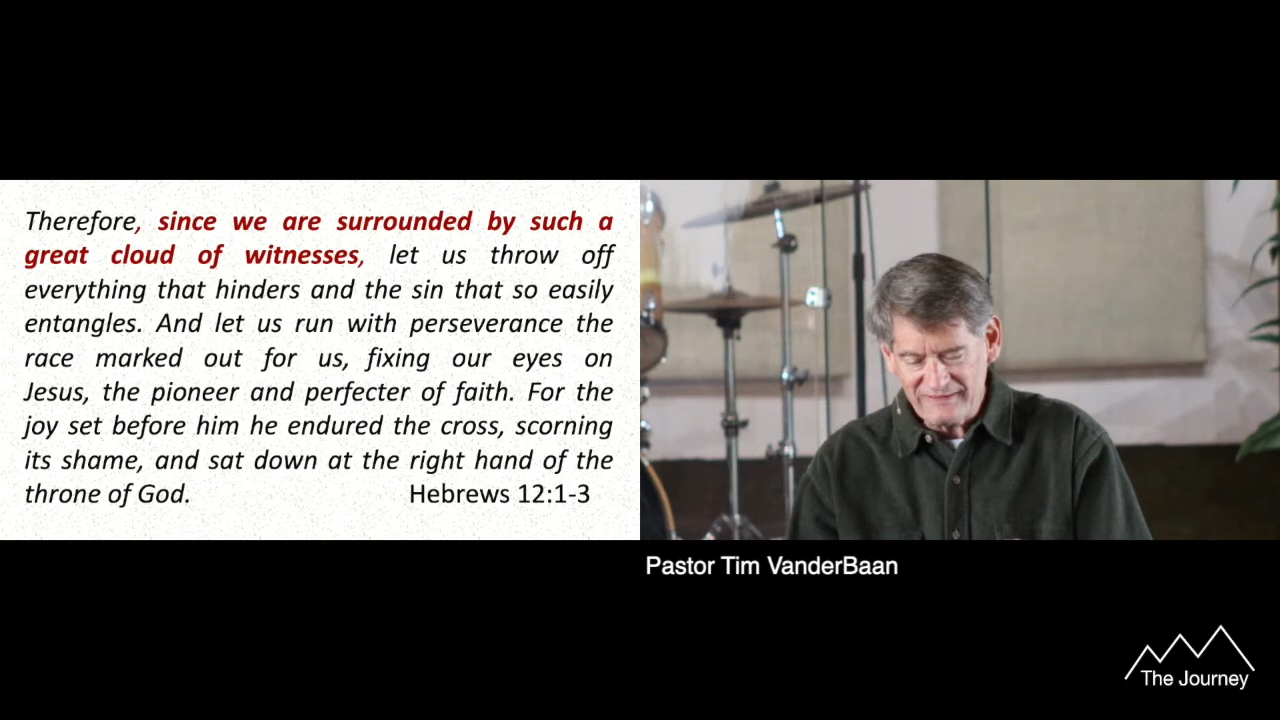 Therefore, since we are surrounded by such a
great cloud of witnesses, let us throw off
everything that hinders and the sin that so easily
entangles. And let us run with perseverance the
race marked out for us, fixing our eyes on
Jesus, the pioneer and perfecter of faith. For the
joy set before him he endured the cross, scorning
its shame, and sat down at the right hand of the
throne of God. Hebrews 12:1-3
Pastor Tim VanderBaan
The Journey